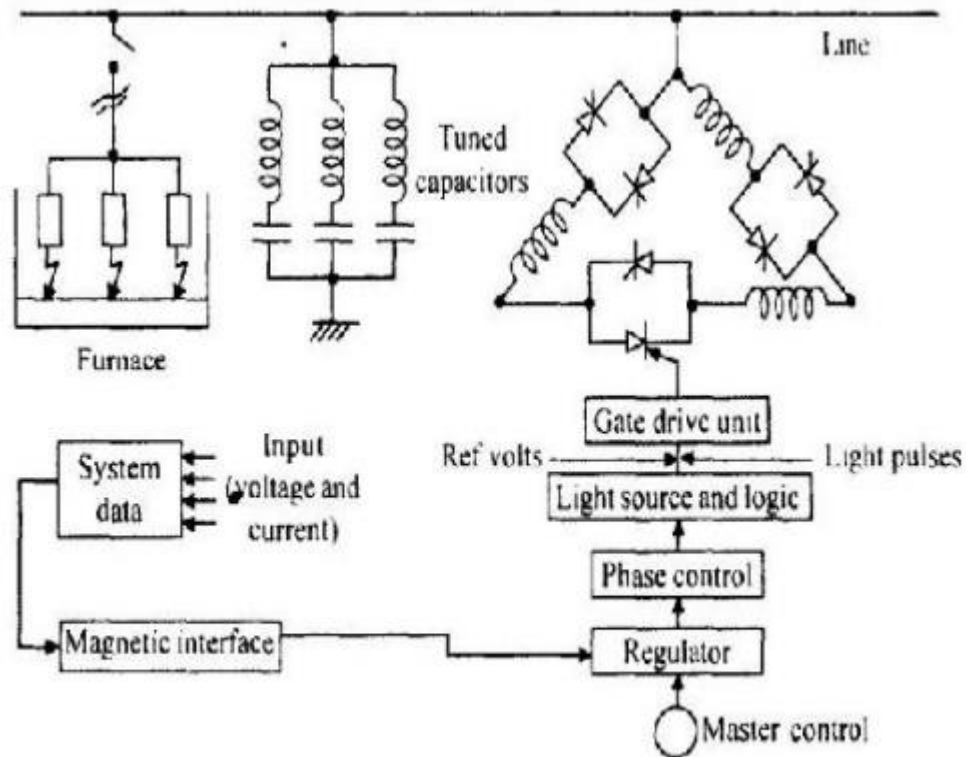 Line
Tuned
capacitors
Furnace
Gate drive unit
Ref volts
Light pulses
Light source and logic
System
data
Input
(voltage and
current)
Phase control
Magnetic interface
Regulator
Master control